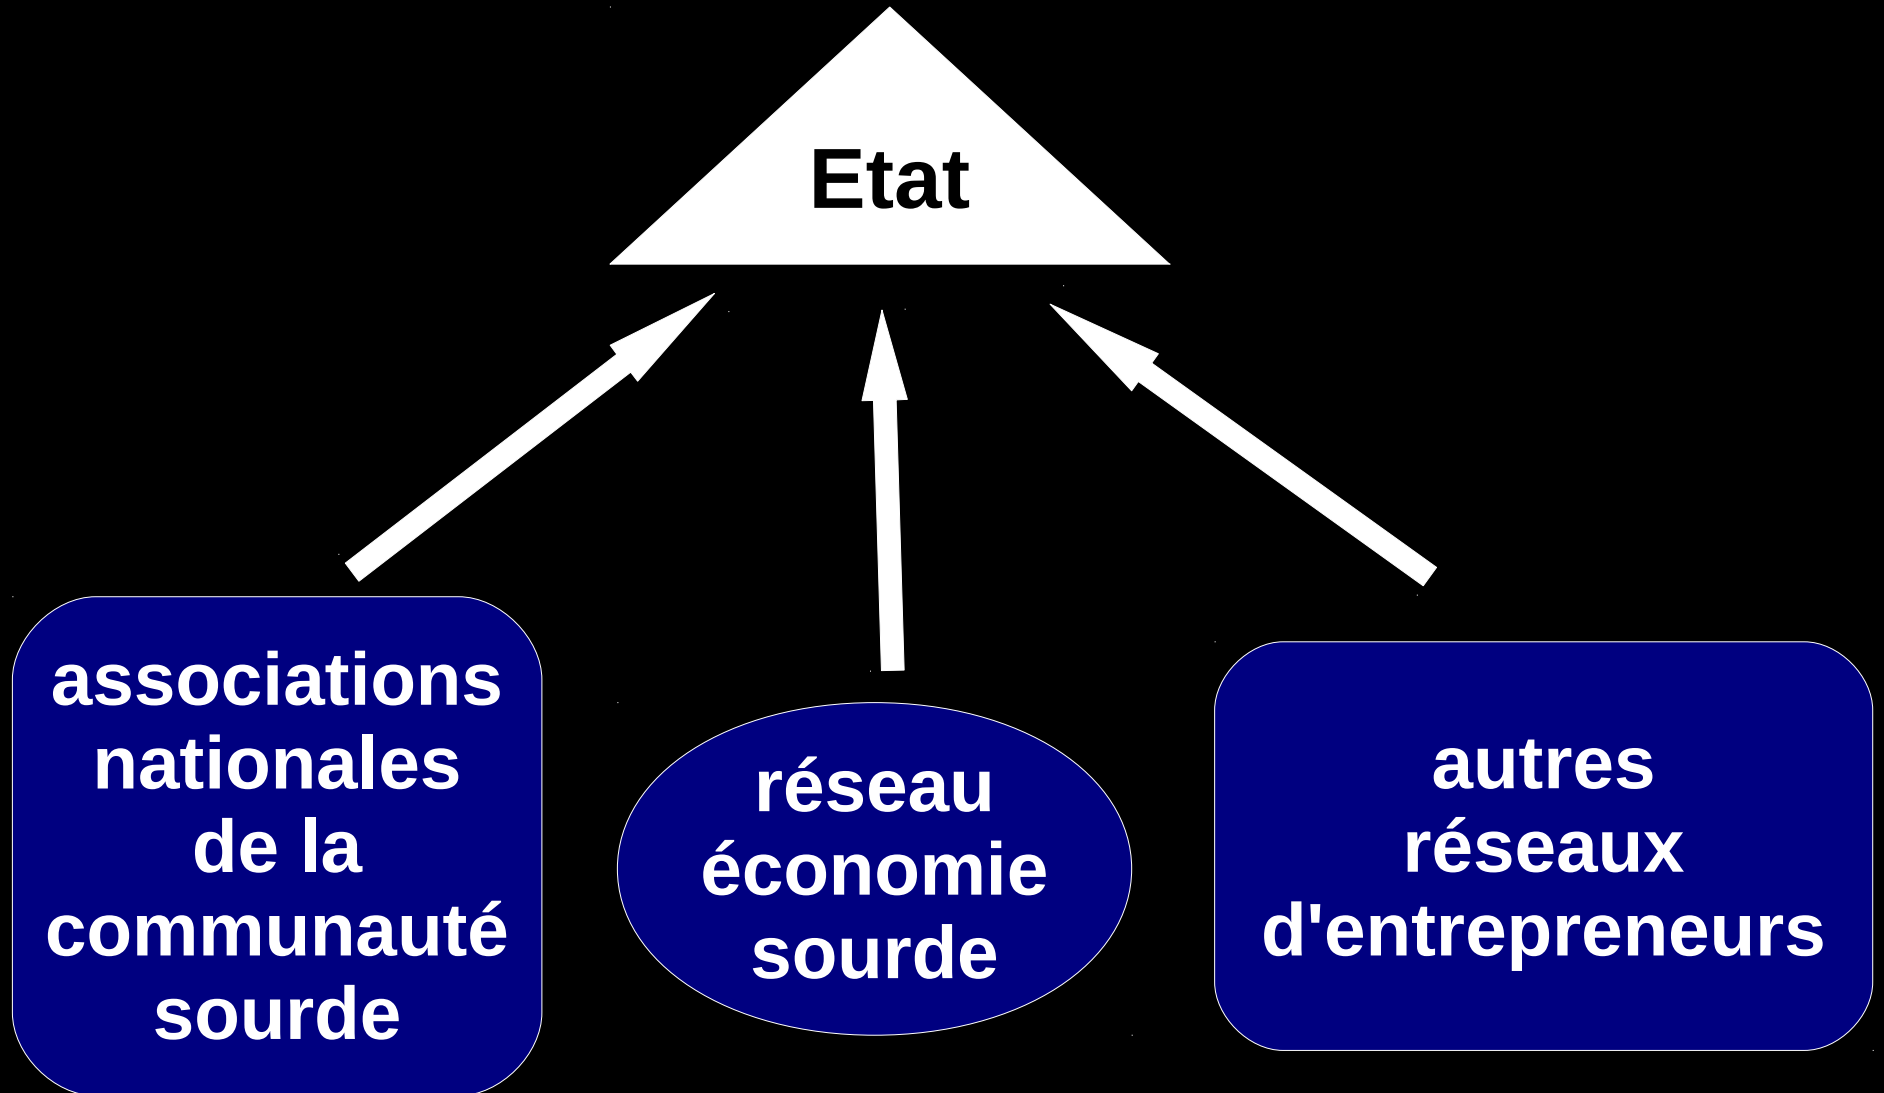 Etat
associations
nationales
de la
communauté
sourde
réseau
économie
sourde
autres
réseaux
d'entrepreneurs